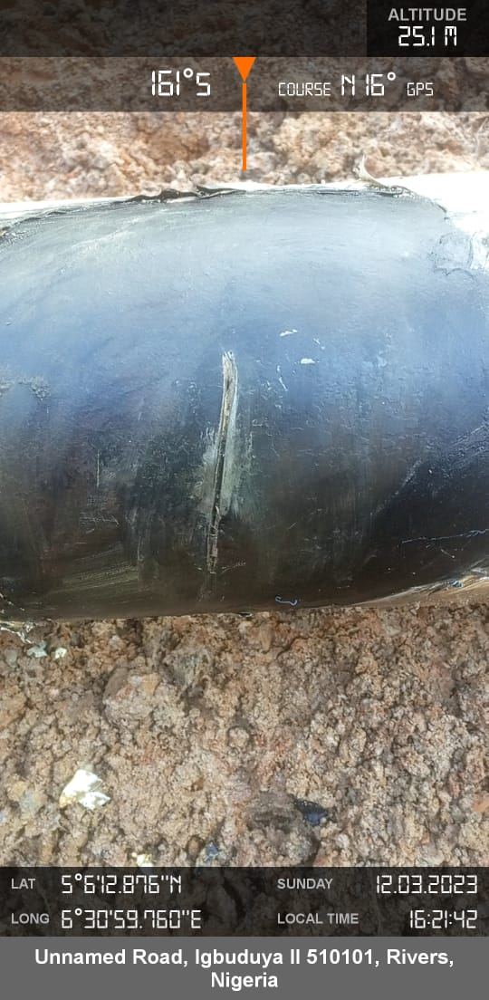 ALTITUDE
25.1 M
161°S
COURSE N 16° GPS
LAT 5°6'12.876"N
SUNDAY 12.03.2023
LONG 6°30'59.760"E
LOCAL TIME 16:21:42
Unnamed Road, Igbuduya II 510101, Rivers,
Nigeria